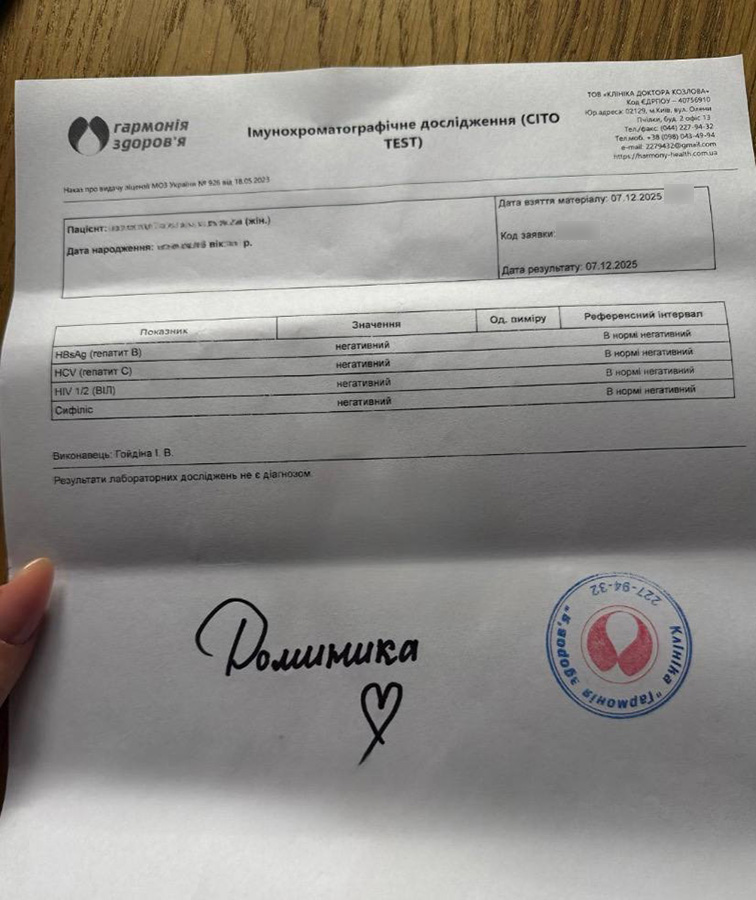 гармонія
здоров'я
Імунохроматографічне дослідження (CITO
TEST)
ТОВ «КЛІНІКА ДОКТОРА КОЗЛОВА»
Код ЄДРПОУ – 40756910
Юр.адреса: 02129, м.Київ, вул. Олени
Пчілки, буд. 2 офіс 13
Тел./факс: (044) 227-94-32
Тел.моб: +38 (098) 043-49-94
e-mail: 2279432@gmail.com
https://harmony-health.com.ua
Наказ про видачу ліцензії МОЗ України № 926 від 18.05.2023
Пацієнт: (жін.)
Дата народження: вік: р.
Дата взяття матеріалу: 07.12.2025
Код заявки:
Дата результату: 07.12.2025
Показник Значення Од. виміру Референсний інтервал
HBsAg (гепатит В) негативний В нормі негативний
HCV (гепатит С) негативний В нормі негативний
HIV 1/2 (ВІЛ) негативний В нормі негативний
Сифіліс негативний В нормі негативний
Виконавець: Гойдіна І. В.
Результати лабораторних досліджень не є діагнозом.
Доминика
Клініка "Гармонія здоров'я"
227-94-32